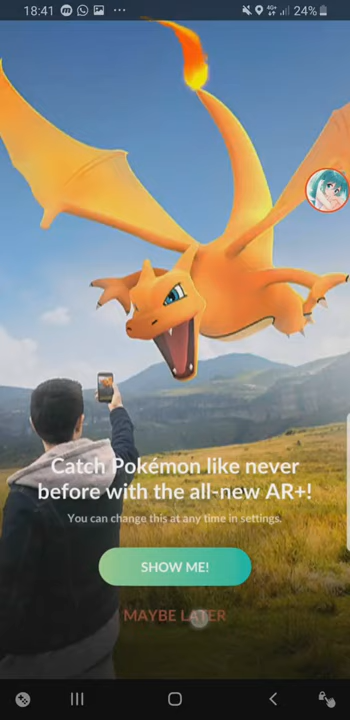 18:41
4G+
24%
Catch Pokémon like never
before with the all-new AR+!
You can change this at any time in settings.
SHOW ME!
MAYBE LATER